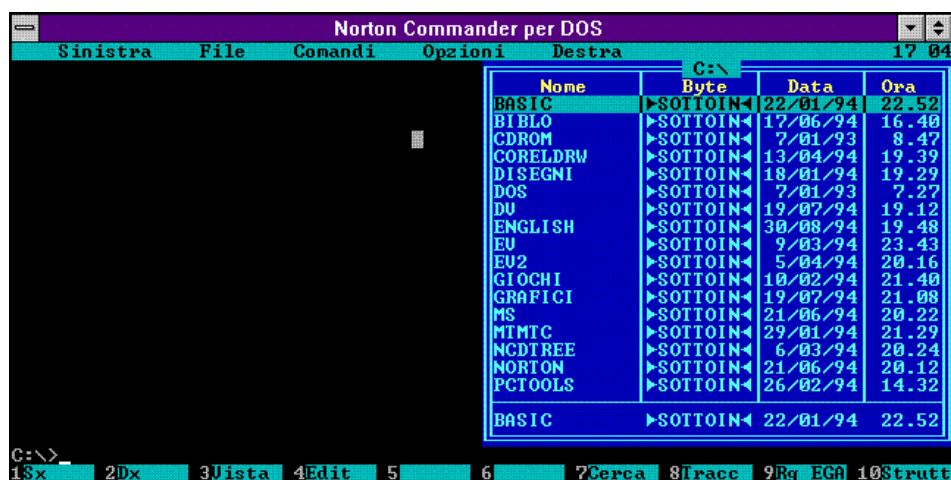 Norton Commander per DOS
Sinistra File Comandi Opzioni Destra 17 04
C:\
Nome Byte Data Ora
BASIC ►SOTTOIN◄ 22/01/94 22.52
BIBLO ►SOTTOIN◄ 17/06/94 16.40
CDROM ►SOTTOIN◄ 7/01/93 8.47
CORELDRW ►SOTTOIN◄ 13/04/94 19.39
DISEGNI ►SOTTOIN◄ 18/01/94 19.29
DOS ►SOTTOIN◄ 7/01/93 7.27
DV ►SOTTOIN◄ 19/07/94 19.12
ENGLISH ►SOTTOIN◄ 30/08/94 19.48
EV ►SOTTOIN◄ 9/03/94 23.43
EV2 ►SOTTOIN◄ 5/04/94 20.16
GIOCHI ►SOTTOIN◄ 10/02/94 21.40
GRAFICI ►SOTTOIN◄ 19/07/94 21.08
MS ►SOTTOIN◄ 21/06/94 20.22
MTMTC ►SOTTOIN◄ 29/01/94 21.29
NCDTREE ►SOTTOIN◄ 6/03/94 20.24
NORTON ►SOTTOIN◄ 21/06/94 20.12
PCTOOLS ►SOTTOIN◄ 26/02/94 14.32
BASIC ►SOTTOIN◄ 22/01/94 22.52
C:\>_
1Sx 2Dx 3Vista 4Edit 5 6 7Cerca 8Tracc 9Rg EGA 10Strutt